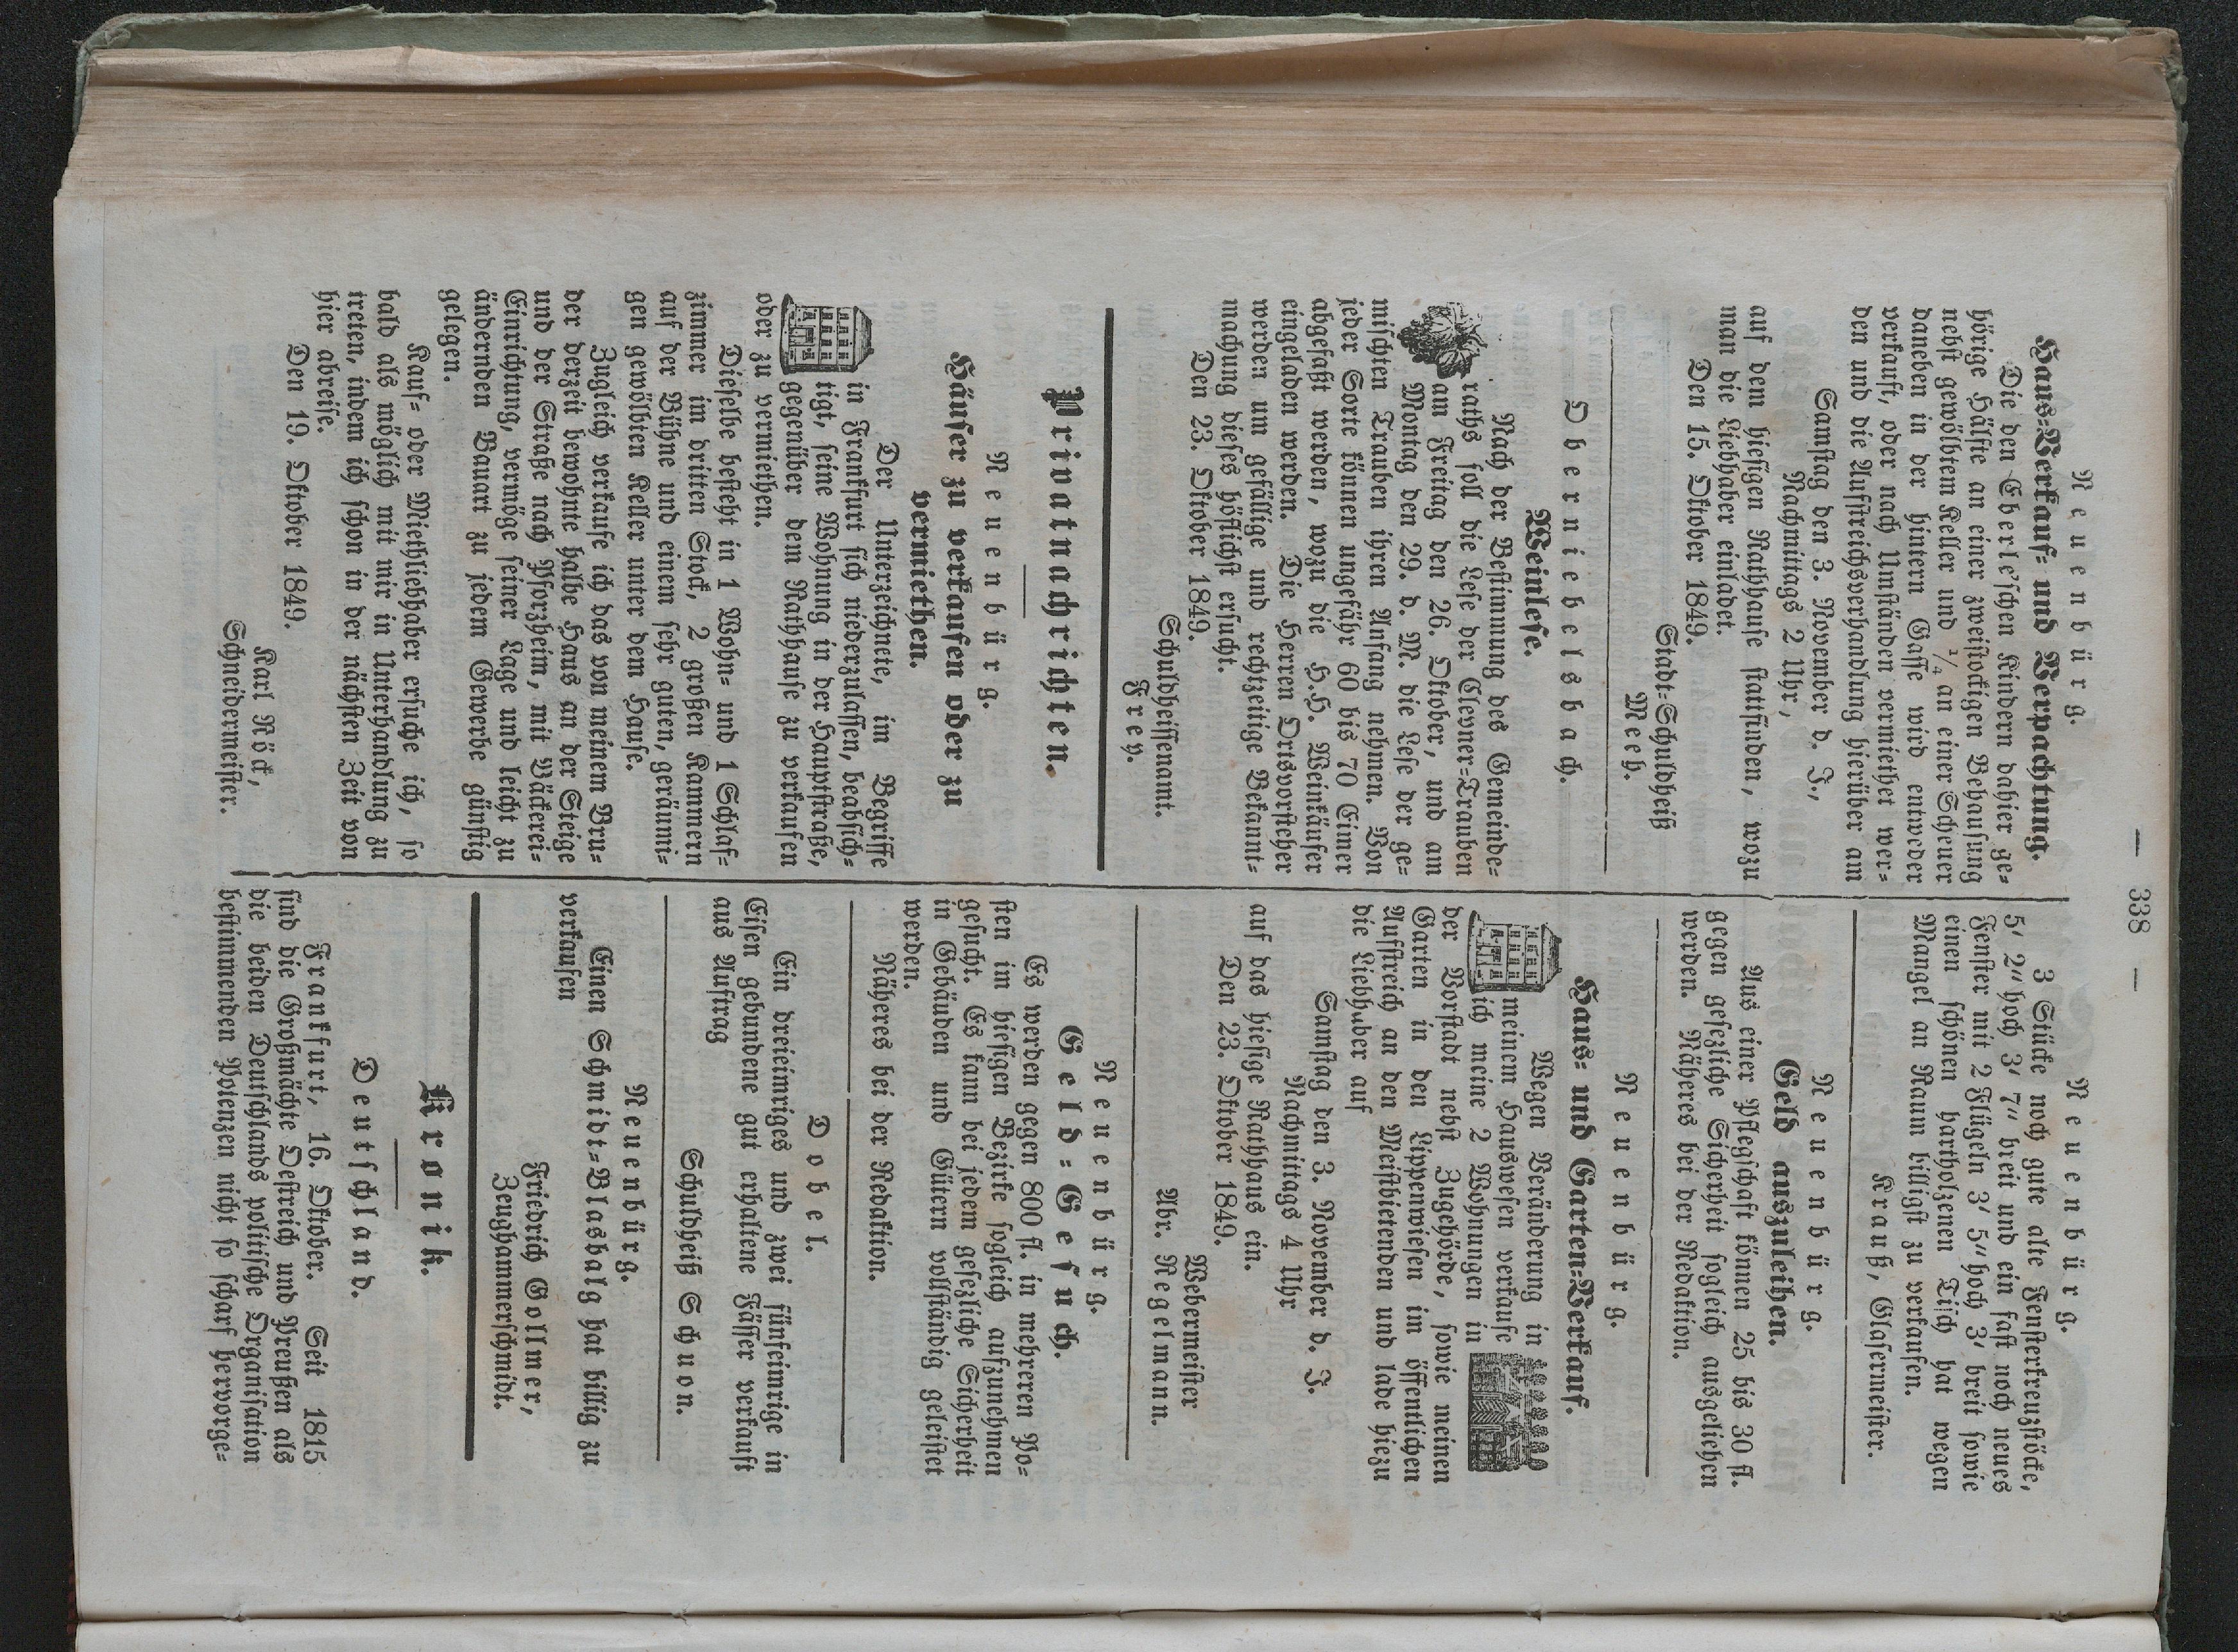 — 338 —
Neuenbürg.
Haus=Verkauf= und Verpachtung.
Die den Eberle'schen Kindern dahier ge=
hörige Hälfte an einer zweistockigen Behausung
nebst gewölbtem Keller und ¼ an einer Scheuer
daneben in der hintern Gasse wird entweder
verkauft, oder nach Umständen vermiethet wer=
den und die Aufstreichsverhandlung hierüber am
Samstag den 3. November d. J.,
Nachmittags 2 Uhr,
auf dem hiesigen Rathhause stattfinden, wozu
man die Liebhaber einladet.
Den 15. Oktober 1849.
Stadt=Schuldheiß
Meeh.
Oberniebelsbach.
Weinlese.
Nach der Bestimmung des Gemeinde=
raths soll die Lese der Clevner=Trauben
am Freitag den 26. Oktober, und am
Montag den 29. d. M. die Lese der ge=
mischten Trauben ihren Anfang nehmen. Von
jeder Sorte können ungefähr 60 bis 70 Eimer
abgefaßt werden, wozu die H.H. Weinkäufer
eingeladen werden. Die Herren Ortsvorsteher
werden um gefällige und rechtzeitige Bekannt=
machung dieses höflichst ersucht.
Den 23. Oktober 1849.
Schuldheissenamt.
Frey.
Privatnachrichten.
Neuenbürg.
Häuser zu verkaufen oder zu
vermiethen.
Der Unterzeichnete, im Begriffe
in Frankfurt sich niederzulassen, beabsich=
tigt, seine Wohnung in der Hauptstraße,
gegenüber dem Rathhause zu verkaufen
oder zu vermiethen.
Dieselbe besteht in 1 Wohn= und 1 Schlaf=
zimmer im dritten Stock, 2 großen Kammern
auf der Bühne und einem sehr guten, geräumi=
gen gewölbten Keller unter dem Hause.
Zugleich verkaufe ich das von meinem Bru=
der derzeit bewohnte halbe Haus an der Steige
und der Straße nach Pforzheim, mit Bäckerei=
Einrichtung, vermöge seiner Lage und leicht zu
ändernden Bauart zu jedem Gewerbe günstig
gelegen.
Kauf= oder Miethliebhaber ersuche ich, so
bald als möglich mit mir in Unterhandlung zu
treten, indem ich schon in der nächsten Zeit von
hier abreise.
Den 19. Oktober 1849.
Karl Röck,
Schneidermeister.
Neuenbürg.
3 Stücke noch gute alte Fensterkreuzstöcke,
5' 2" hoch 3' 7" breit und ein fast noch neues
Fenster mit 2 Flügeln 3' 5" hoch 3' breit sowie
einen schönen hartholzenen Tisch hat wegen
Mangel an Raum billigst zu verkaufen.
Krauß, Glasermeister.
Neuenbürg.
Geld auszuleihen.
Aus einer Pflegschaft können 25 bis 30 fl.
gegen gesezliche Sicherheit sogleich ausgeliehen
werden. Näheres bei der Redaktion.
Neuenbürg.
Haus= und Garten=Verkauf.
Wegen Veränderung in
meinem Hauswesen verkaufe
ich meine 2 Wohnungen in
der Vorstadt nebst Zugehörde, sowie meinen
Garten in den Lippenwiesen im öffentlichen
Aufstreich an den Meistbietenden und lade hiezu
die Liebhaber auf
Samstag den 3. November d. J.
Nachmittags 4 Uhr
auf das hiesige Rathhaus ein.
Den 23. Oktober 1849.
Webermeister
Abr. Regelmann.
Neuenbürg.
Geld=Gesuch.
Es werden gegen 800 fl. in mehreren Po=
sten im hiesigen Bezirke sogleich aufzunehmen
gesucht. Es kann bei jedem gesezliche Sicherheit
in Gebäuden und Gütern vollständig geleistet
werden.
Näheres bei der Redaktion.
Dobel.
Ein dreieimriges und zwei fünfeimrige in
Eisen gebundene gut erhaltene Fässer verkauft
aus Auftrag
Schuldheiß Schuon.
Neuenbürg.
Einen Schmidt=Blasbalg hat billig zu
verkaufen
Friedrich Gollmer,
Zeughammerschmidt.
Kronik.
Deutschland.
Frankfurt, 16. Oktober. Seit 1815
sind die Großmächte Oestreich und Preußen als
die beiden Deutschlands politische Organisation
bestimmenden Potenzen nicht so scharf hervorge=